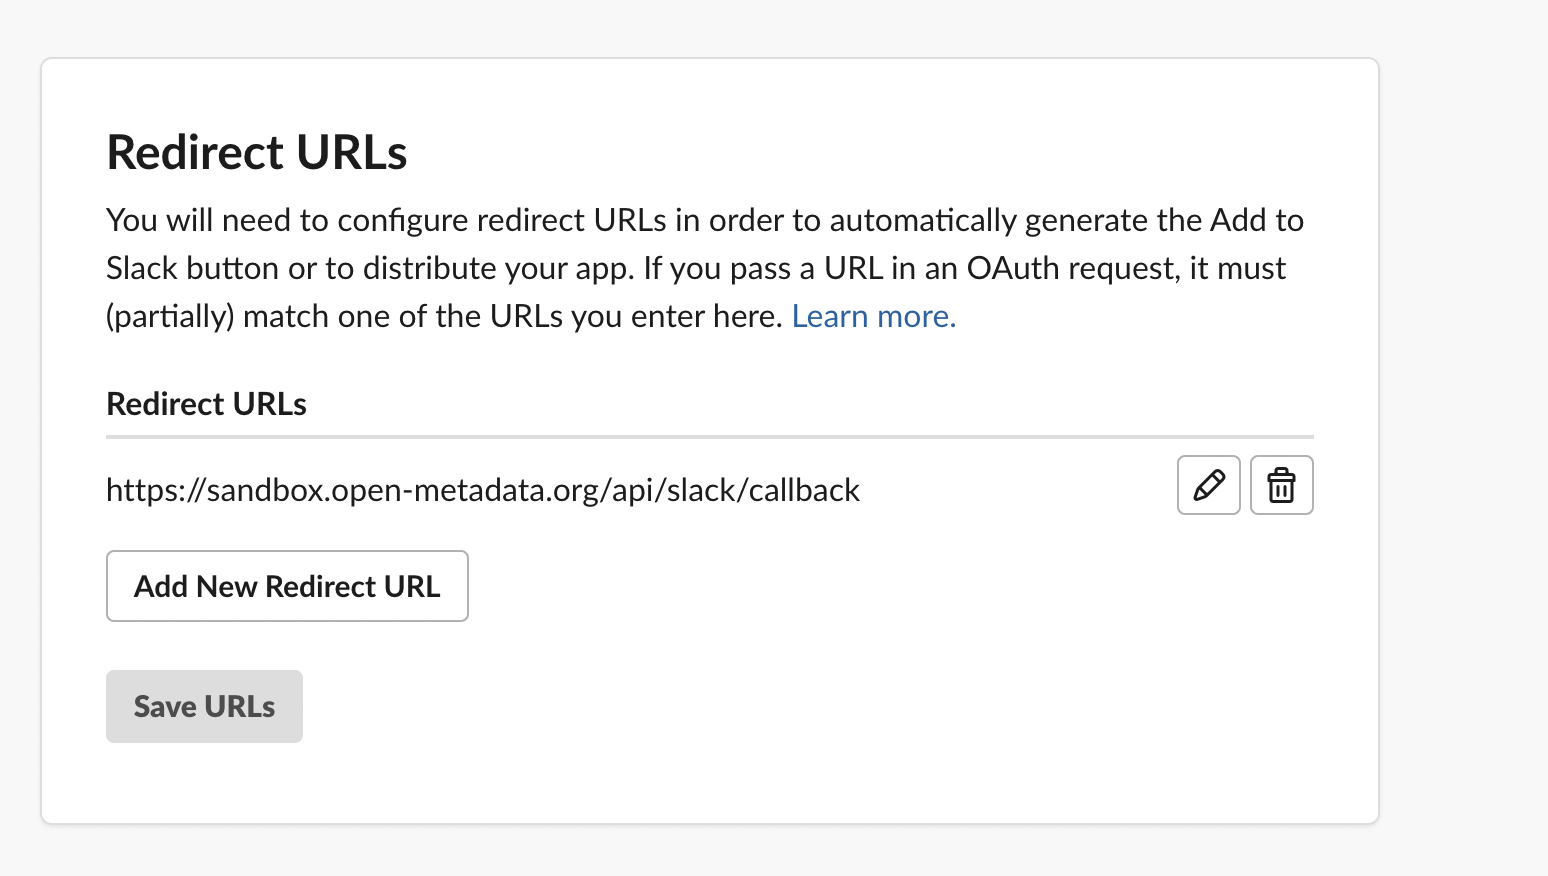 Redirect URLs
You will need to configure redirect URLs in order to automatically generate the Add to
Slack button or to distribute your app. If you pass a URL in an OAuth request, it must
(partially) match one of the URLs you enter here. Learn more.
Redirect URLs
https://sandbox.open-metadata.org/api/slack/callback
Add New Redirect URL
Save URLs